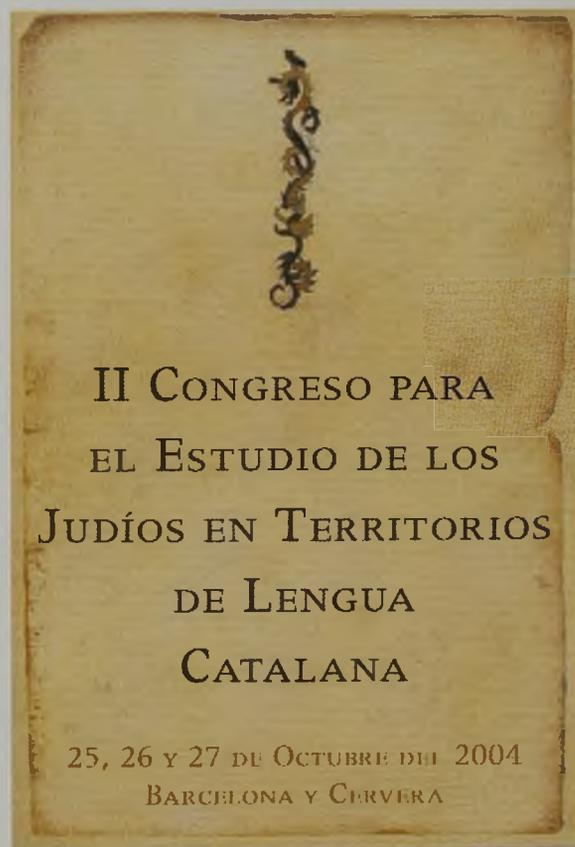 II Congreso para
el Estudio de los
Judíos en Territorios
de Lengua
Catalana
25, 26 y 27 de Octubre del 2004
Barcelona y Cervera